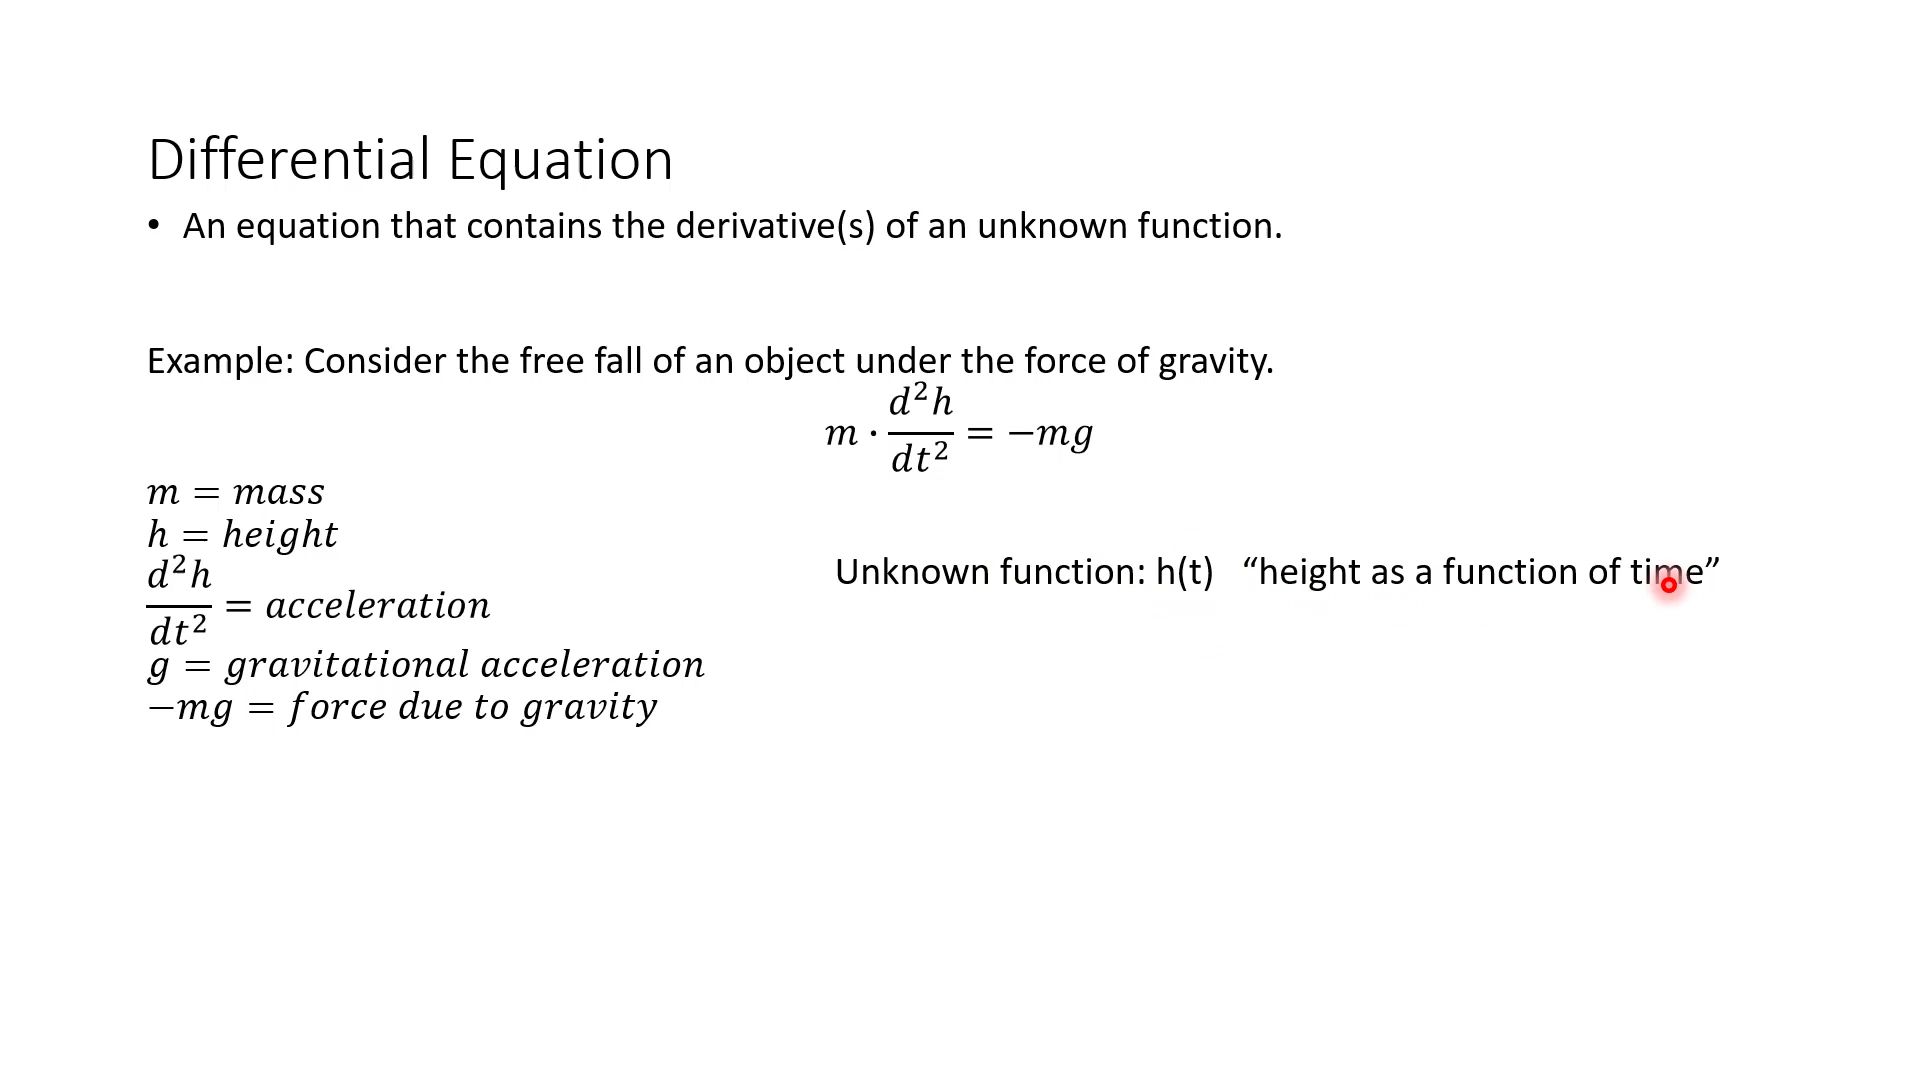 Differential Equation
• An equation that contains the derivative(s) of an unknown function.
Example: Consider the free fall of an object under the force of gravity.
m · d²h/dt² = −mg
m = mass
h = height
d²h/dt² = acceleration
g = gravitational acceleration
−mg = force due to gravity
Unknown function: h(t) “height as a function of time”